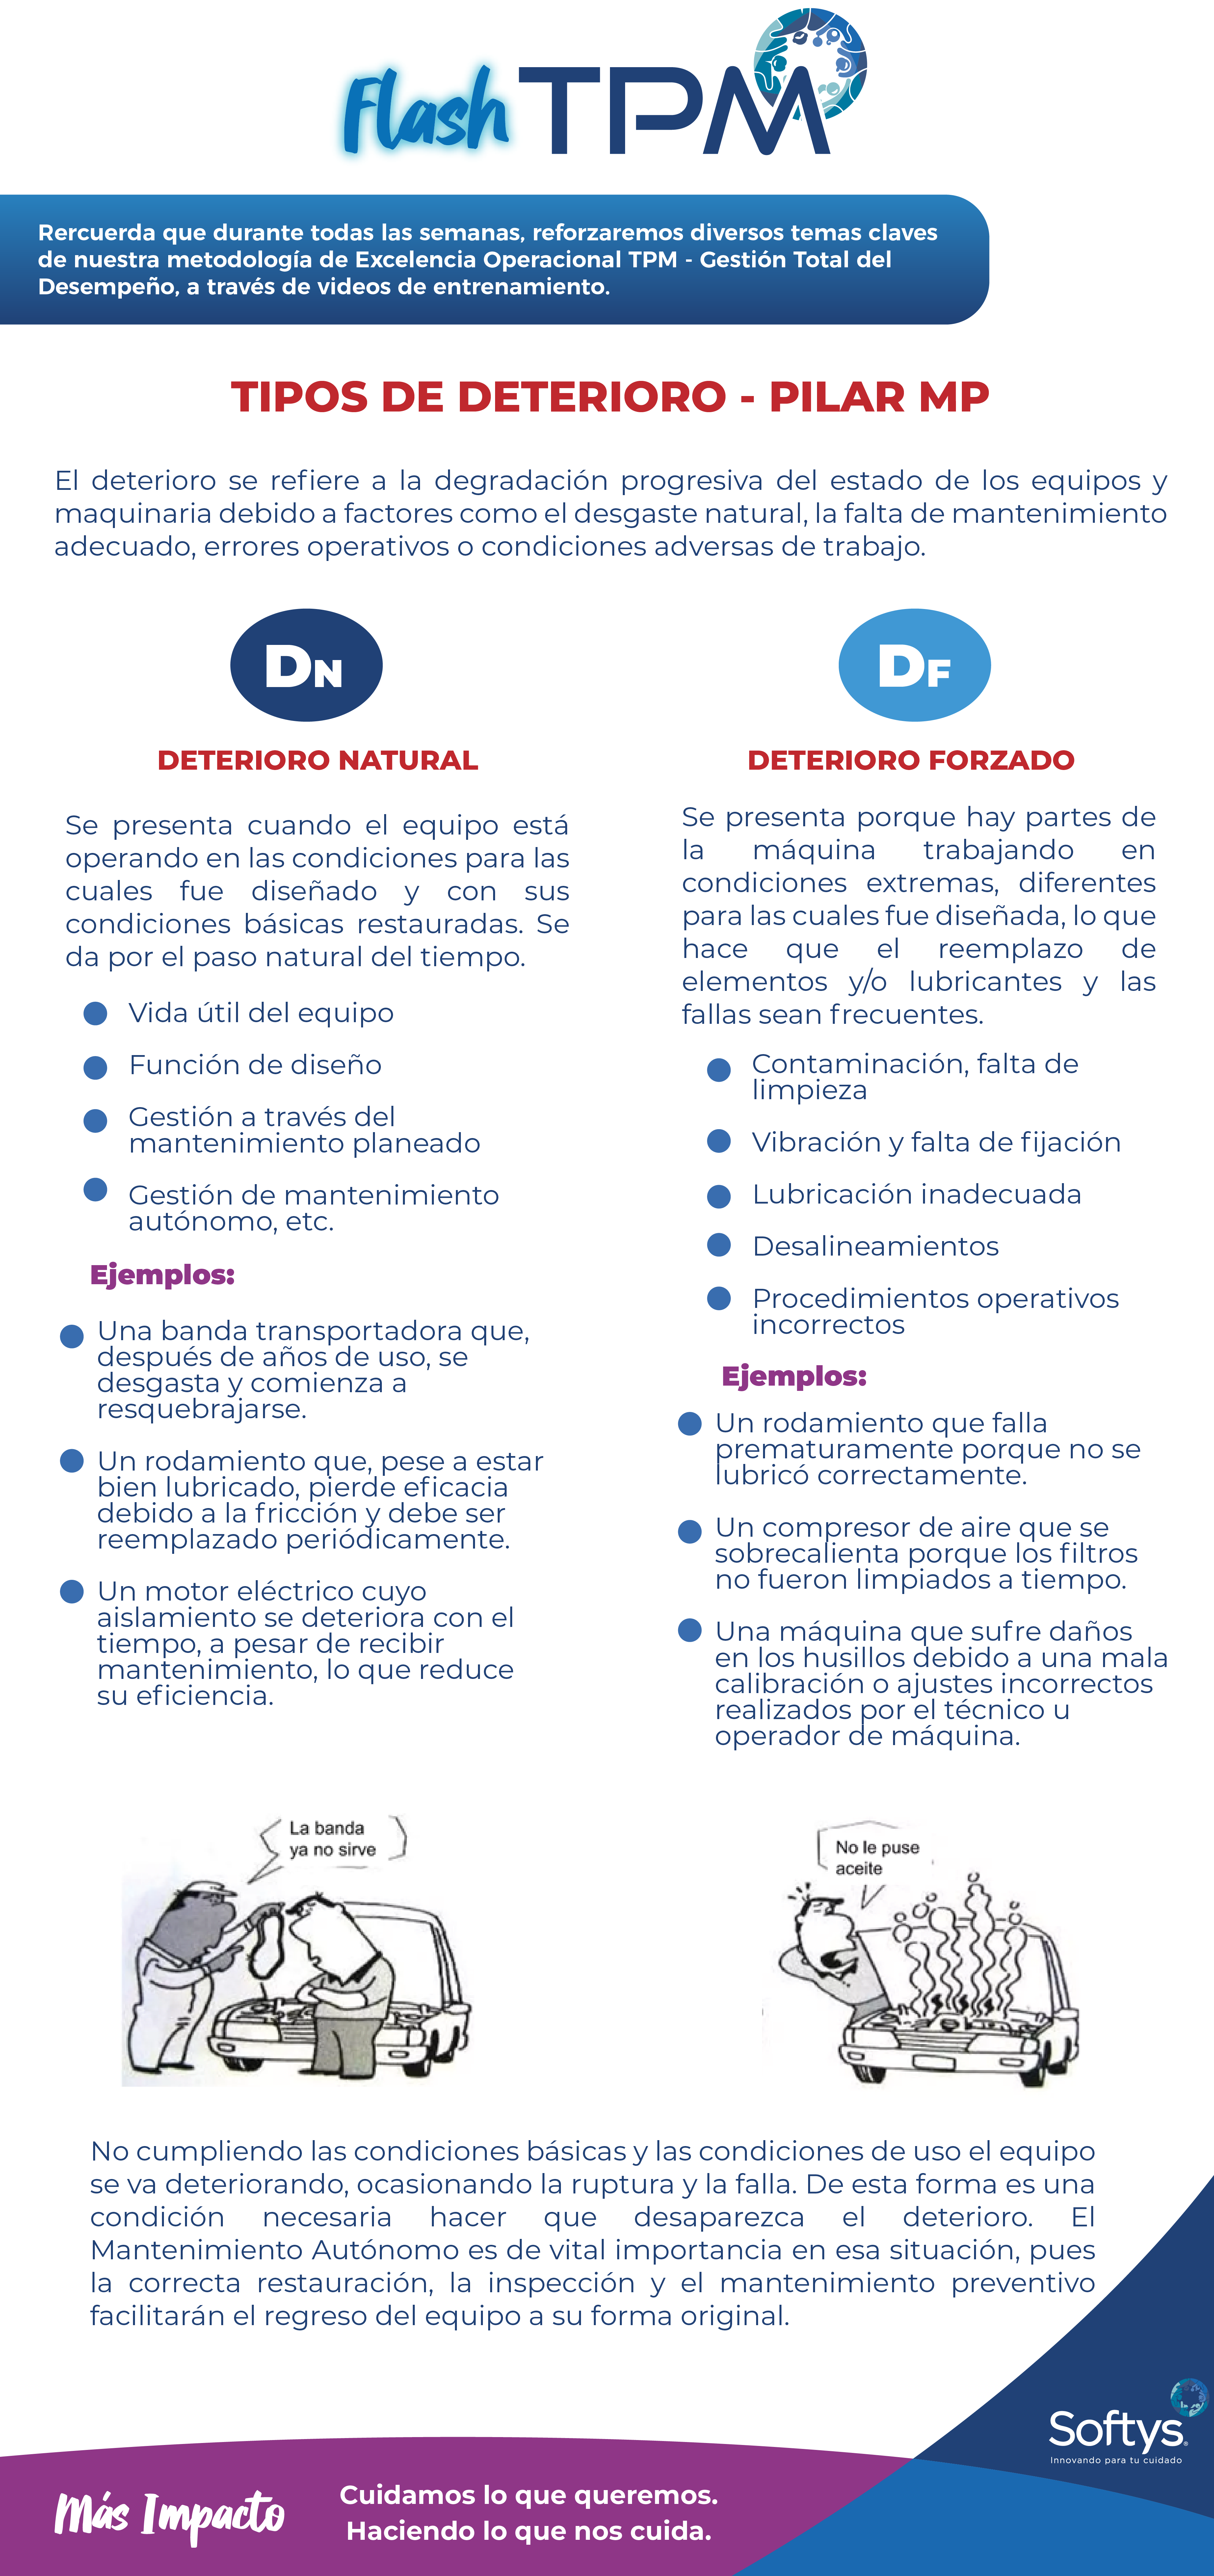 Flash TPM
Rercuerda que durante todas las semanas, reforzaremos diversos temas claves
de nuestra metodología de Excelencia Operacional TPM - Gestión Total del
Desempeño, a través de videos de entrenamiento.
TIPOS DE DETERIORO - PILAR MP
El deterioro se refiere a la degradación progresiva del estado de los equipos y
maquinaria debido a factores como el desgaste natural, la falta de mantenimiento
adecuado, errores operativos o condiciones adversas de trabajo.
DN
DETERIORO NATURAL
Se presenta cuando el equipo está
operando en las condiciones para las
cuales fue diseñado y con sus
condiciones básicas restauradas. Se
da por el paso natural del tiempo.
Vida útil del equipo
Función de diseño
Gestión a través del
mantenimiento planeado
Gestión de mantenimiento
autónomo, etc.
Ejemplos:
Una banda transportadora que,
después de años de uso, se
desgasta y comienza a
resquebrajarse.
Un rodamiento que, pese a estar
bien lubricado, pierde eficacia
debido a la fricción y debe ser
reemplazado periódicamente.
Un motor eléctrico cuyo
aislamiento se deteriora con el
tiempo, a pesar de recibir
mantenimiento, lo que reduce
su eficiencia.
La banda
ya no sirve
DF
DETERIORO FORZADO
Se presenta porque hay partes de
la máquina trabajando en
condiciones extremas, diferentes
para las cuales fue diseñada, lo que
hace que el reemplazo de
elementos y/o lubricantes y las
fallas sean frecuentes.
Contaminación, falta de
limpieza
Vibración y falta de fijación
Lubricación inadecuada
Desalineamientos
Procedimientos operativos
incorrectos
Ejemplos:
Un rodamiento que falla
prematuramente porque no se
lubricó correctamente.
Un compresor de aire que se
sobrecalienta porque los filtros
no fueron limpiados a tiempo.
Una máquina que sufre daños
en los husillos debido a una mala
calibración o ajustes incorrectos
realizados por el técnico u
operador de máquina.
No le puse
aceite
No cumpliendo las condiciones básicas y las condiciones de uso el equipo
se va deteriorando, ocasionando la ruptura y la falla. De esta forma es una
condición necesaria hacer que desaparezca el deterioro. El
Mantenimiento Autónomo es de vital importancia en esa situación, pues
la correcta restauración, la inspección y el mantenimiento preventivo
facilitarán el regreso del equipo a su forma original.
Softys®
Innovando para tu cuidado
Más Impacto
Cuidamos lo que queremos.
Haciendo lo que nos cuida.